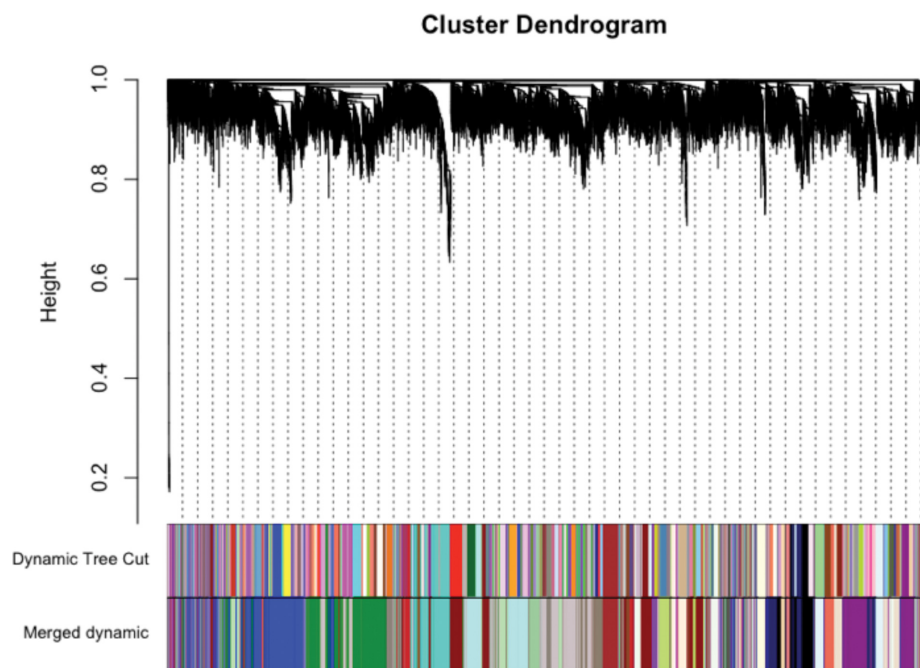 Cluster Dendrogram
Height
1.0
0.8
0.6
0.4
0.2
Dynamic Tree Cut
Merged dynamic